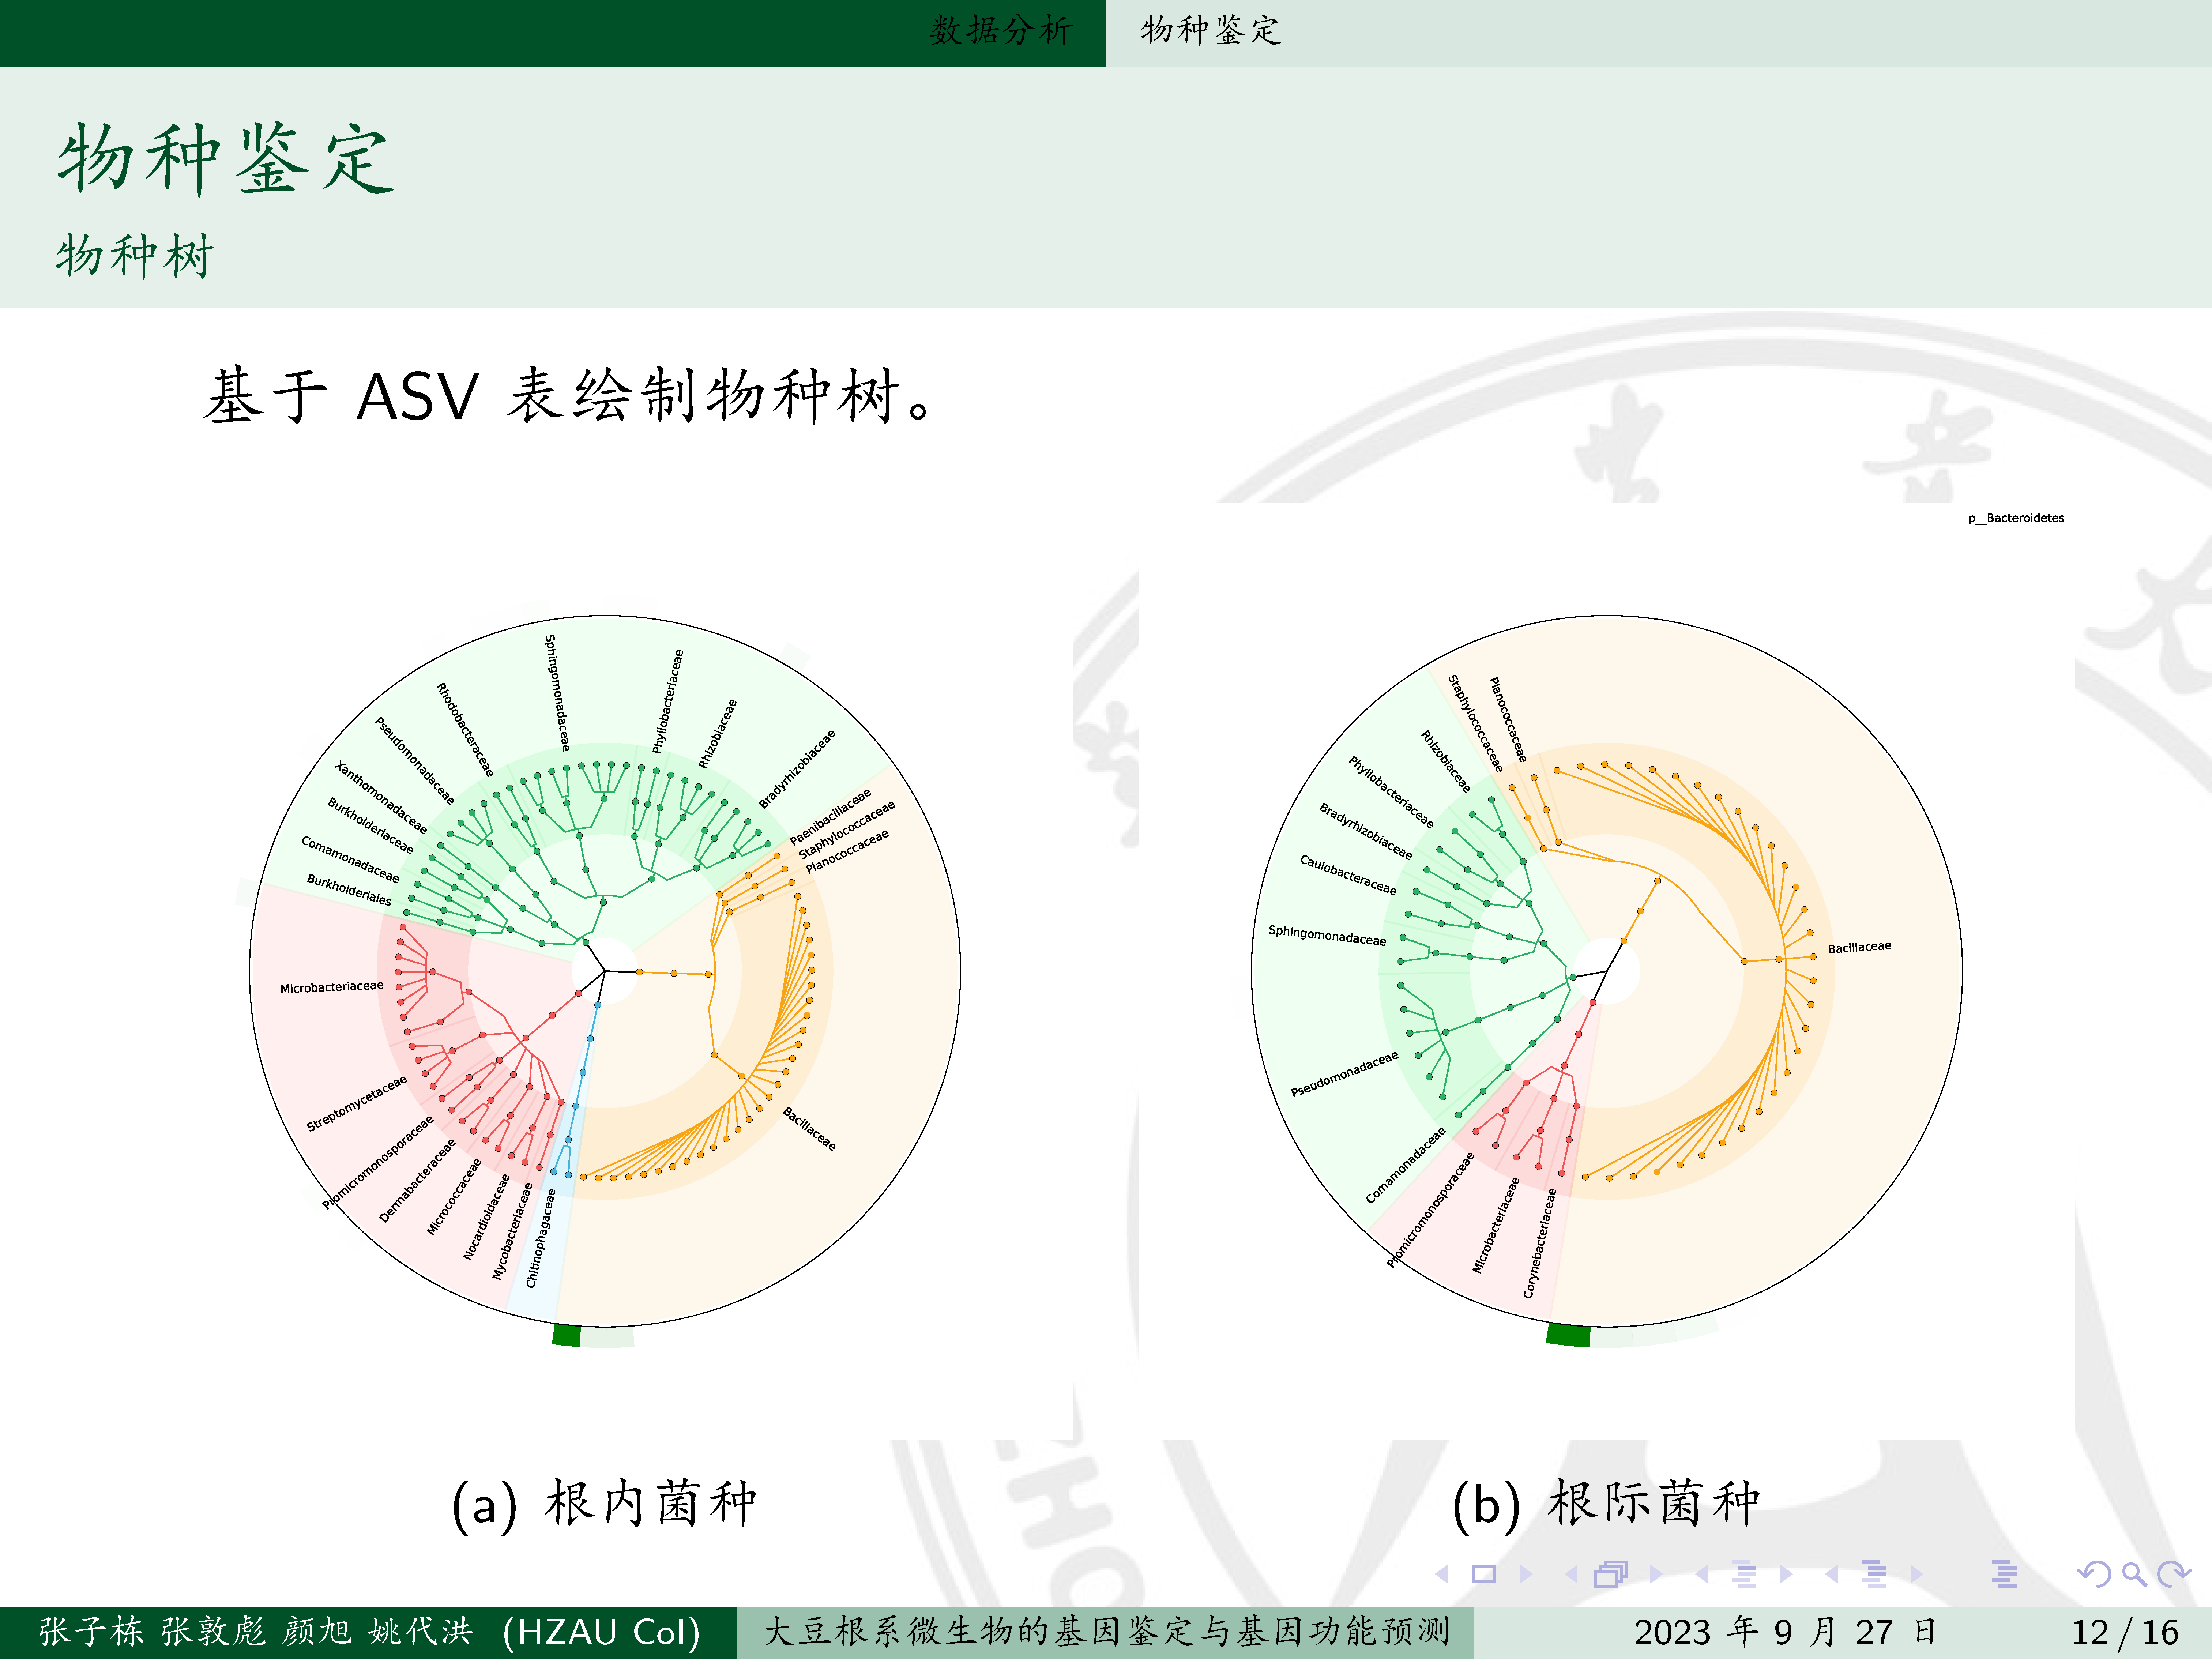 数据分析 物种鉴定
物种鉴定
物种树
基于 ASV 表绘制物种树。
Sphingomonadaceae
Phyllobacteriaceae
Rhizobiaceae
Bradyrhizobiaceae
Rhodobacteraceae
Pseudomonadaceae
Xanthomonadaceae
Burkholderiaceae
Comamonadaceae
Burkholderiales
Paenibacillaceae
Staphylococcaceae
Planococcaceae
Microbacteriaceae
Streptomycetaceae
Promicromonosporaceae
Dermabacteraceae
Micrococcaceae
Nocardioidaceae
Mycobacteriaceae
Chitinophagaceae
Bacillaceae
(a) 根内菌种
p__Bacteroidetes
Planococcaceae
Staphylococcaceae
Rhizobiaceae
Phyllobacteriaceae
Bradyrhizobiaceae
Caulobacteraceae
Sphingomonadaceae
Pseudomonadaceae
Comamonadaceae
Promicromonosporaceae
Microbacteriaceae
Corynebacteriaceae
Bacillaceae
(b) 根际菌种
张子栋 张敦彪 颜旭 姚代洪 (HZAU Col) 大豆根系微生物的基因鉴定与基因功能预测 2023 年 9 月 27 日 12 / 16